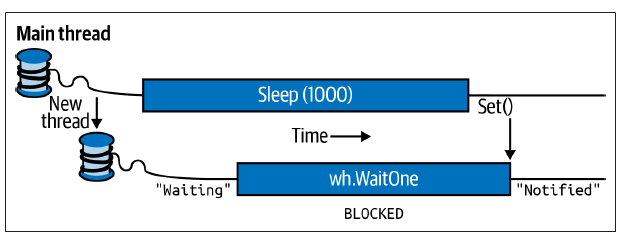 Main thread
Sleep (1000)
New
thread
Set()
Time
"Waiting"
wh.WaitOne
"Notified"
BLOCKED